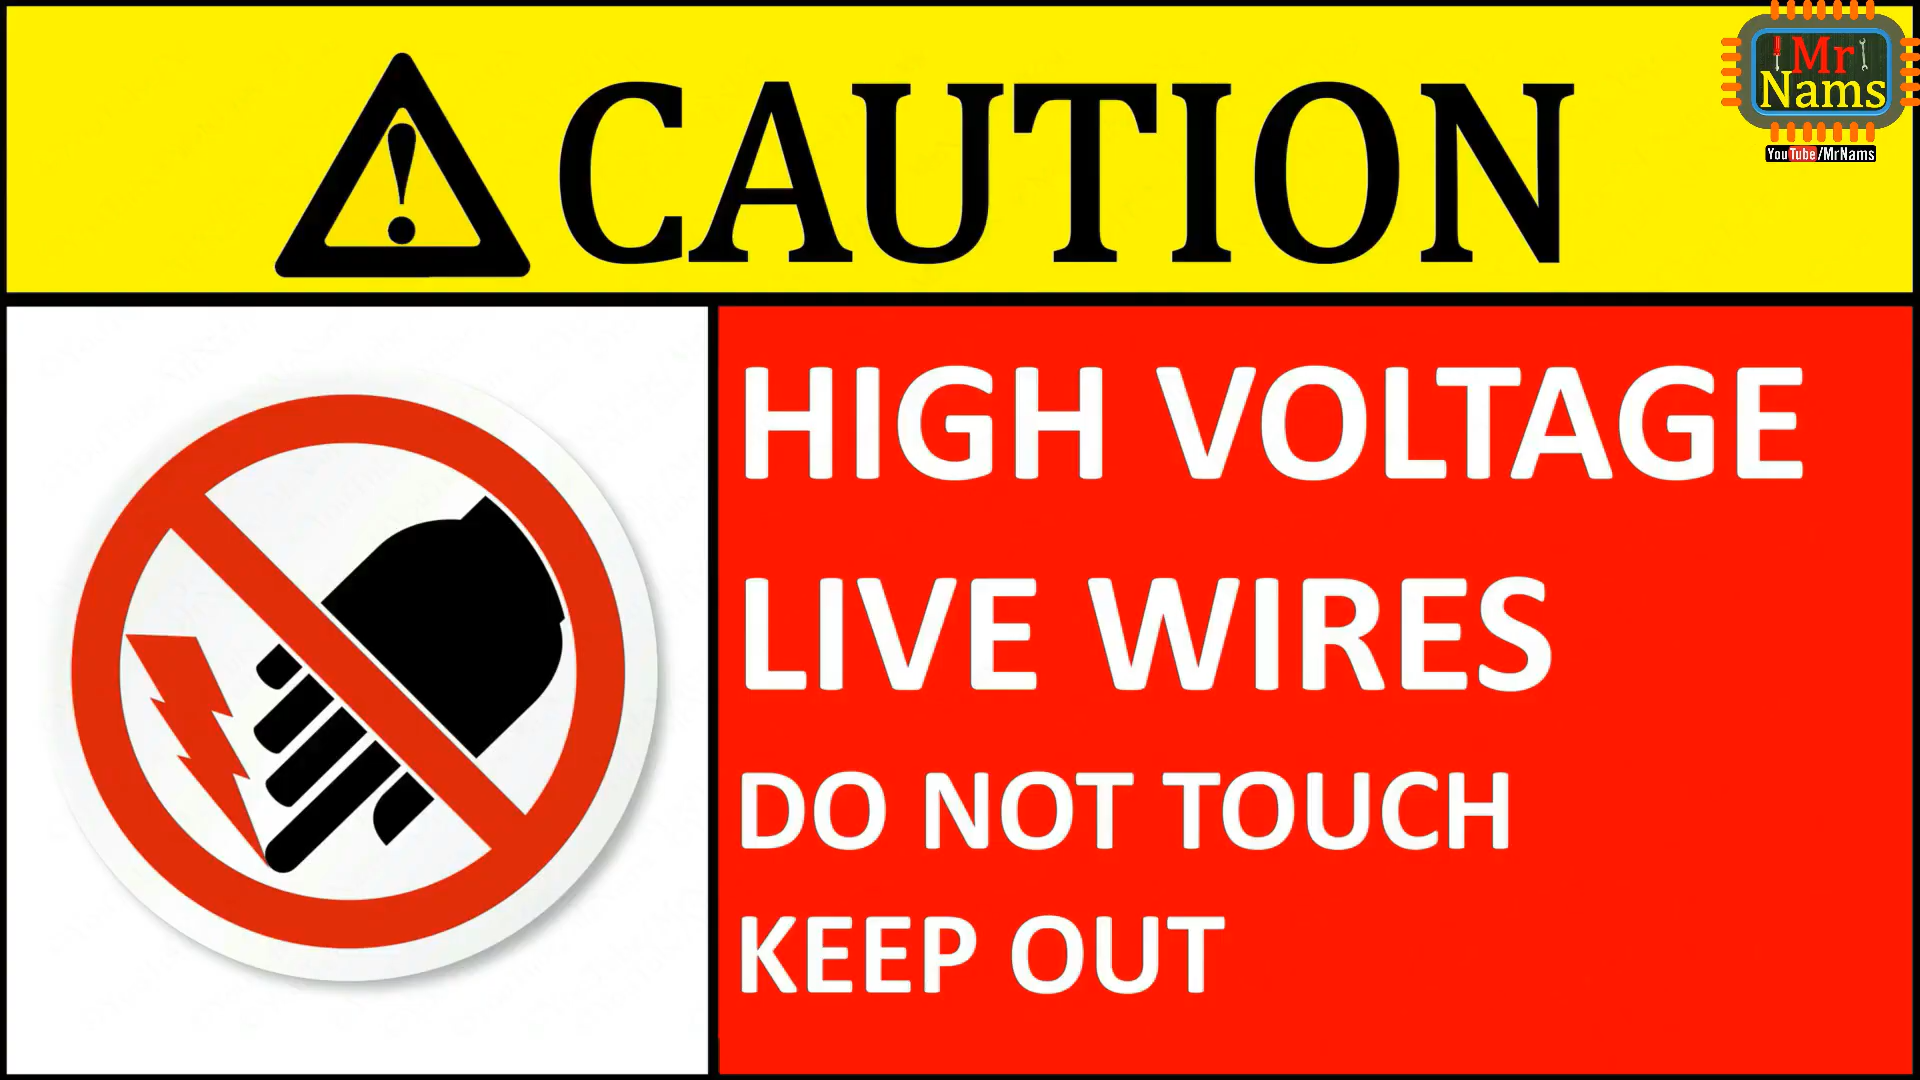 CAUTION
Mr
Nams
YouTube/MrNams
HIGH VOLTAGE
LIVE WIRES
DO NOT TOUCH
KEEP OUT